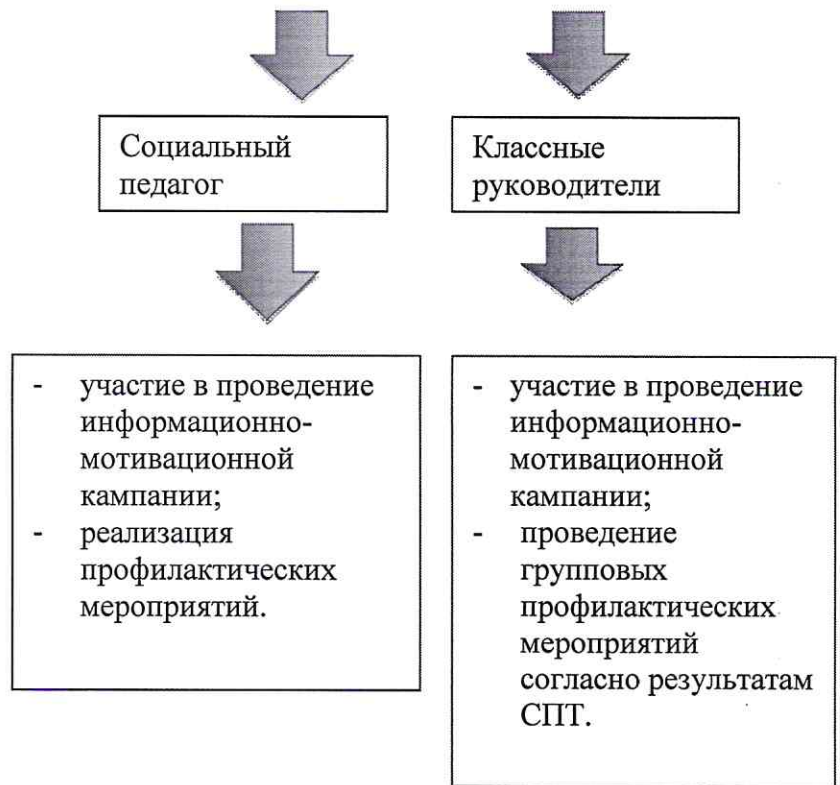 Социальный
педагог
Классные
руководители
- участие в проведение
информационно-
мотивационной
кампании;
- реализация
профилактических
мероприятий.
- участие в проведение
информационно-
мотивационной
кампании;
- проведение
групповых
профилактических
мероприятий
согласно результатам
СПТ.